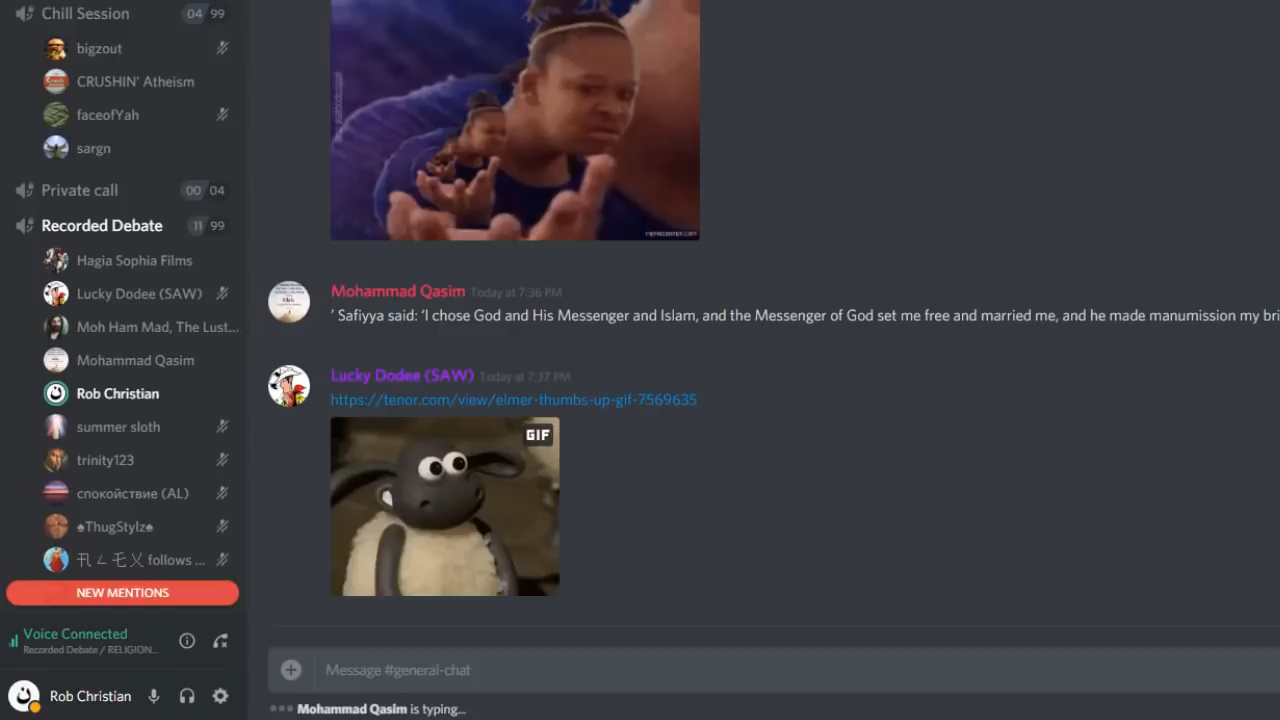 Chill Session 04 99
bigzout
CRUSHIN' Atheism
faceofYah
sargn
Private call 00 04
Recorded Debate 11 99
Hagia Sophia Films
Lucky Dodee (SAW)
Moh Ham Mad, The Lust...
Mohammad Qasim
Rob Christian
summer sloth
trinity123
спокойствие (AL)
♠ThugStylz♠
卂ㄥ乇乂 follows ...
NEW MENTIONS
Voice Connected
Recorded Debate / RELIGION...
Rob Christian
MEMECENTER.COM
Mohammad Qasim Today at 7:36 PM
' Safiyya said: 'I chose God and His Messenger and Islam, and the Messenger of God set me free and married me, and he made manumission my bri
Lucky Dodee (SAW) Today at 7:37 PM
https://tenor.com/view/elmer-thumbs-up-gif-7569635
GIF
Message #general-chat
Mohammad Qasim is typing...